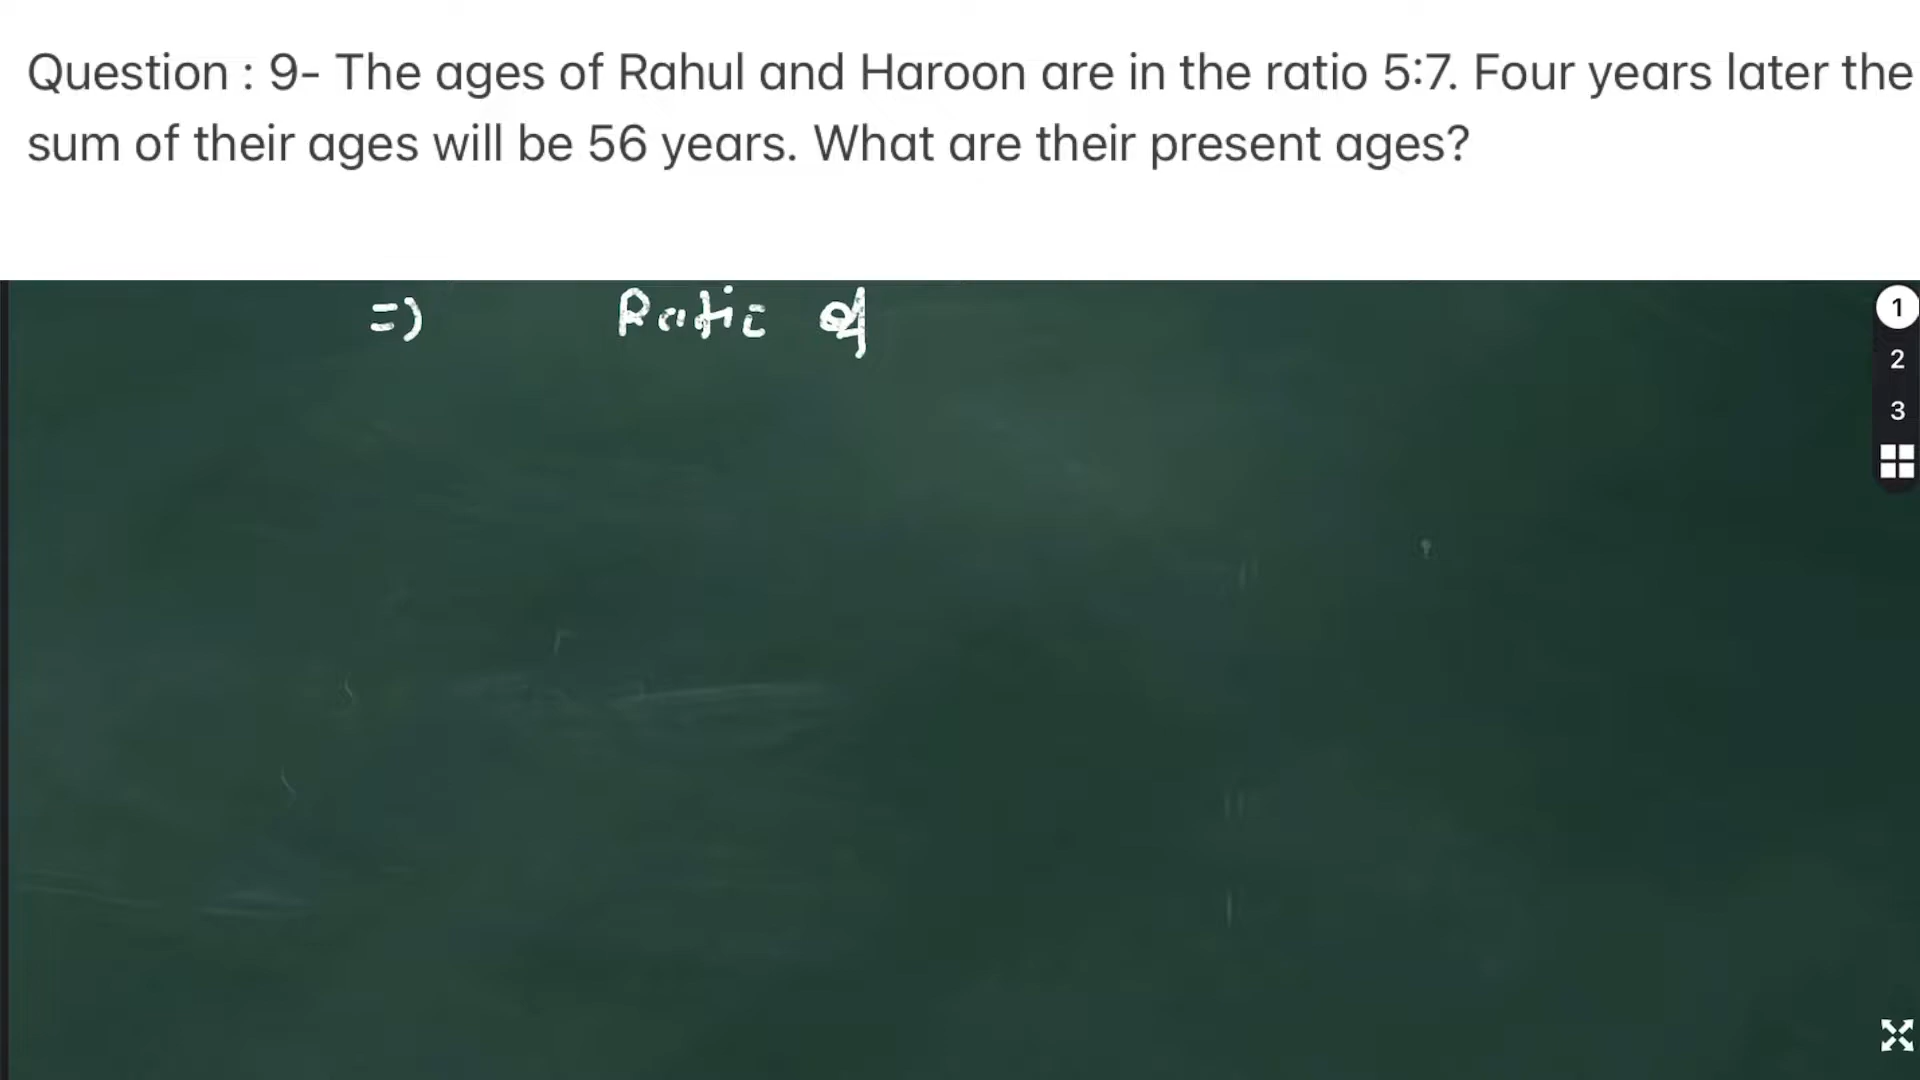 Question : 9- The ages of Rahul and Haroon are in the ratio 5:7. Four years later the
sum of their ages will be 56 years. What are their present ages?
=) Ratio of
1
2
3